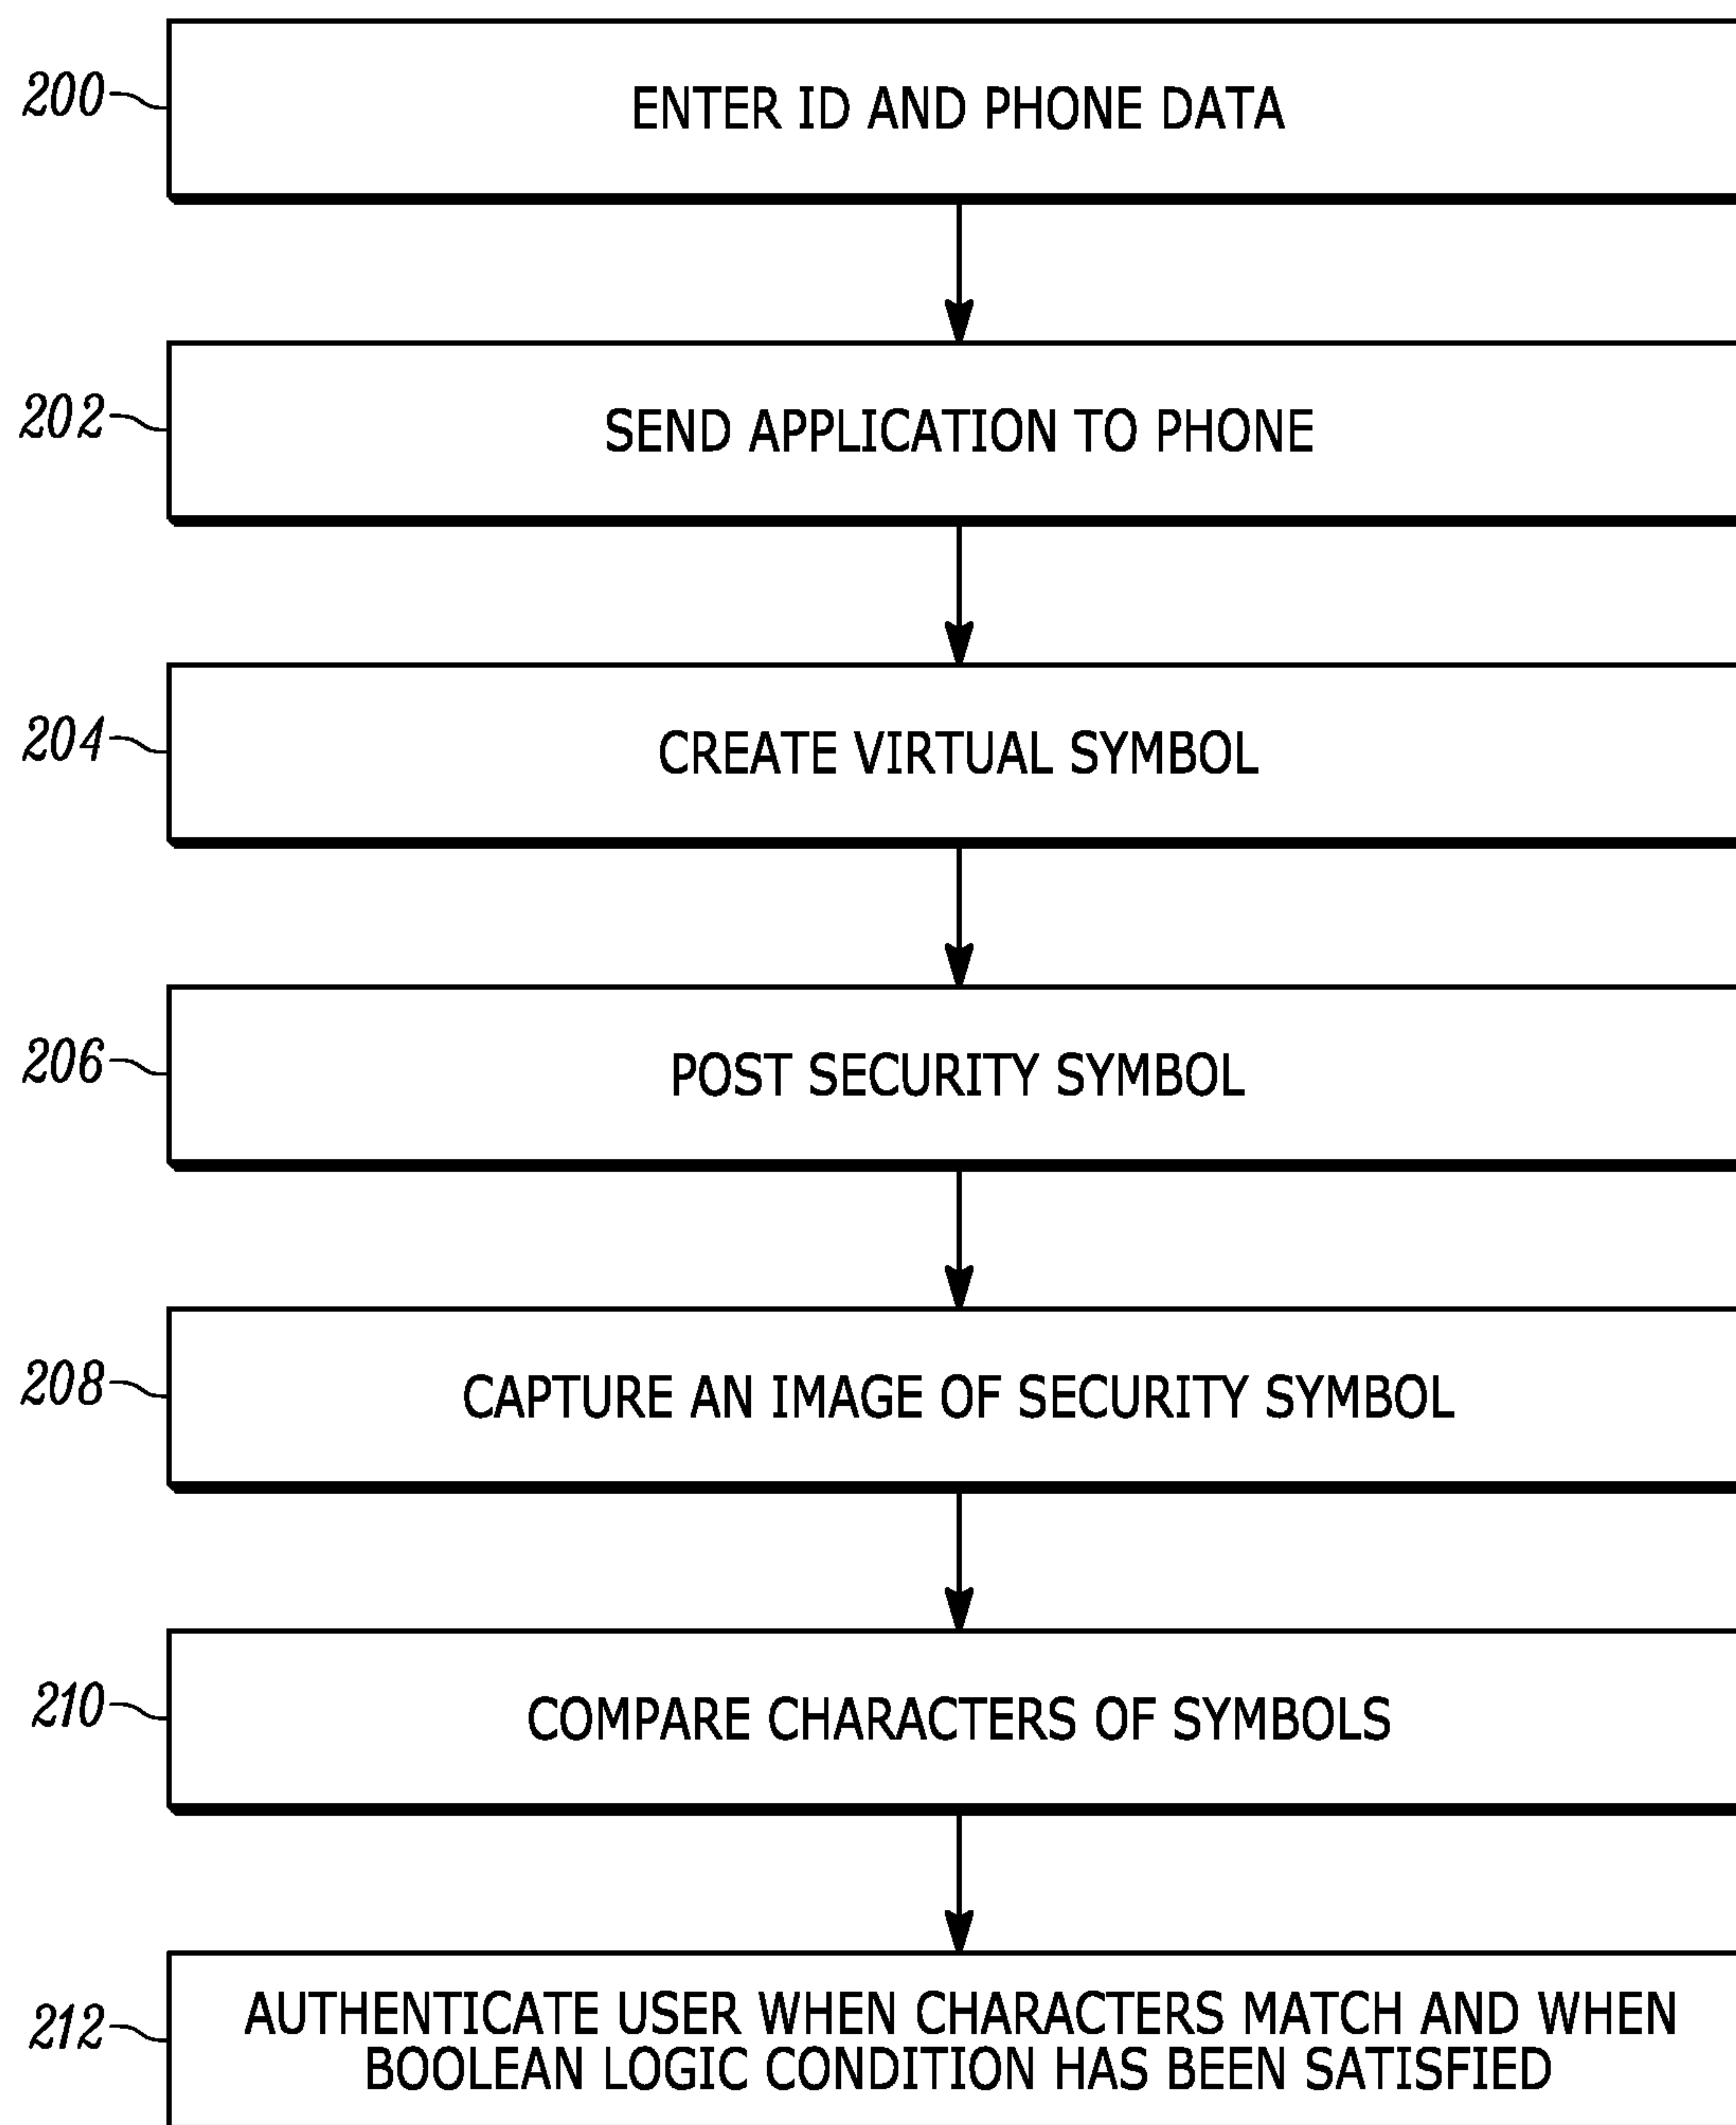 200
ENTER ID AND PHONE DATA
202
SEND APPLICATION TO PHONE
204
CREATE VIRTUAL SYMBOL
206
POST SECURITY SYMBOL
208
CAPTURE AN IMAGE OF SECURITY SYMBOL
210
COMPARE CHARACTERS OF SYMBOLS
212
AUTHENTICATE USER WHEN CHARACTERS MATCH AND WHEN
BOOLEAN LOGIC CONDITION HAS BEEN SATISFIED